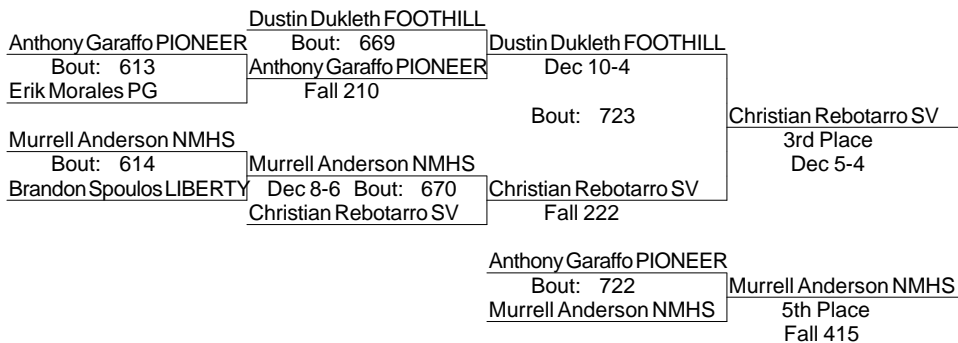 Dustin Dukleth FOOTHILL
Anthony Garaffo PIONEER Bout: 669 Dustin Dukleth FOOTHILL
Bout: 613 Anthony Garaffo PIONEER Dec 10-4
Erik Morales PG Fall 210
Bout: 723 Christian Rebotarro SV
Murrell Anderson NMHS 3rd Place
Bout: 614 Murrell Anderson NMHS Dec 5-4
Brandon Spoulos LIBERTY Dec 8-6 Bout: 670 Christian Rebotarro SV
Christian Rebotarro SV Fall 222
Anthony Garaffo PIONEER
Bout: 722 Murrell Anderson NMHS
Murrell Anderson NMHS 5th Place
Fall 415